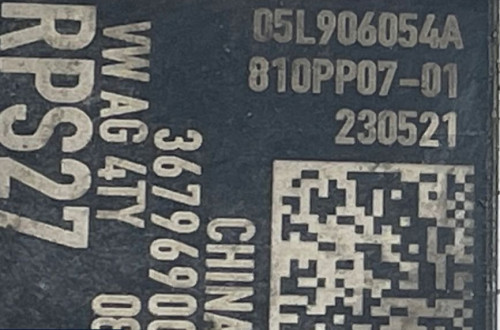 05L906054A
810PP07-01
230521
RPS27
VW AG 4TY
3679690
CHINA